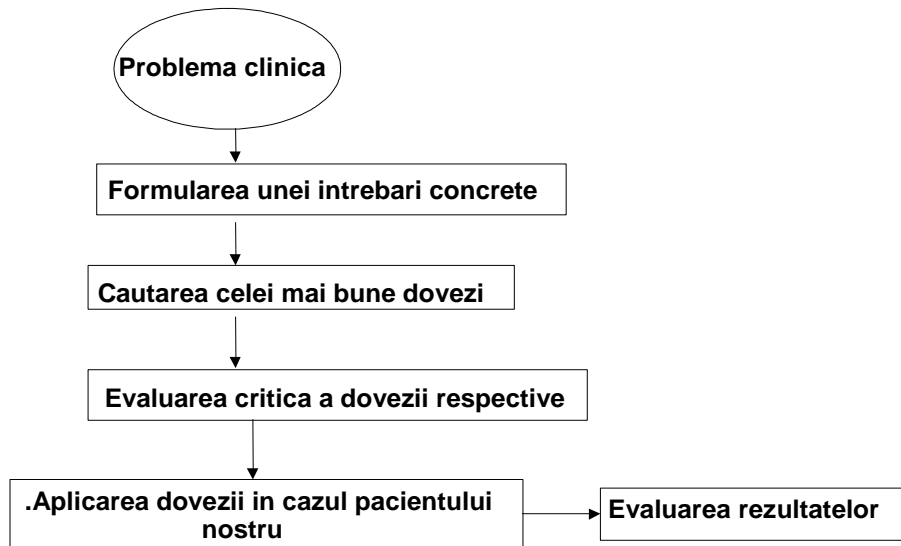 Problema clinica
Formularea unei intrebari concrete
Cautarea celei mai bune dovezi
Evaluarea critica a dovezii respective
.Aplicarea dovezii in cazul pacientului
nostru
Evaluarea rezultatelor